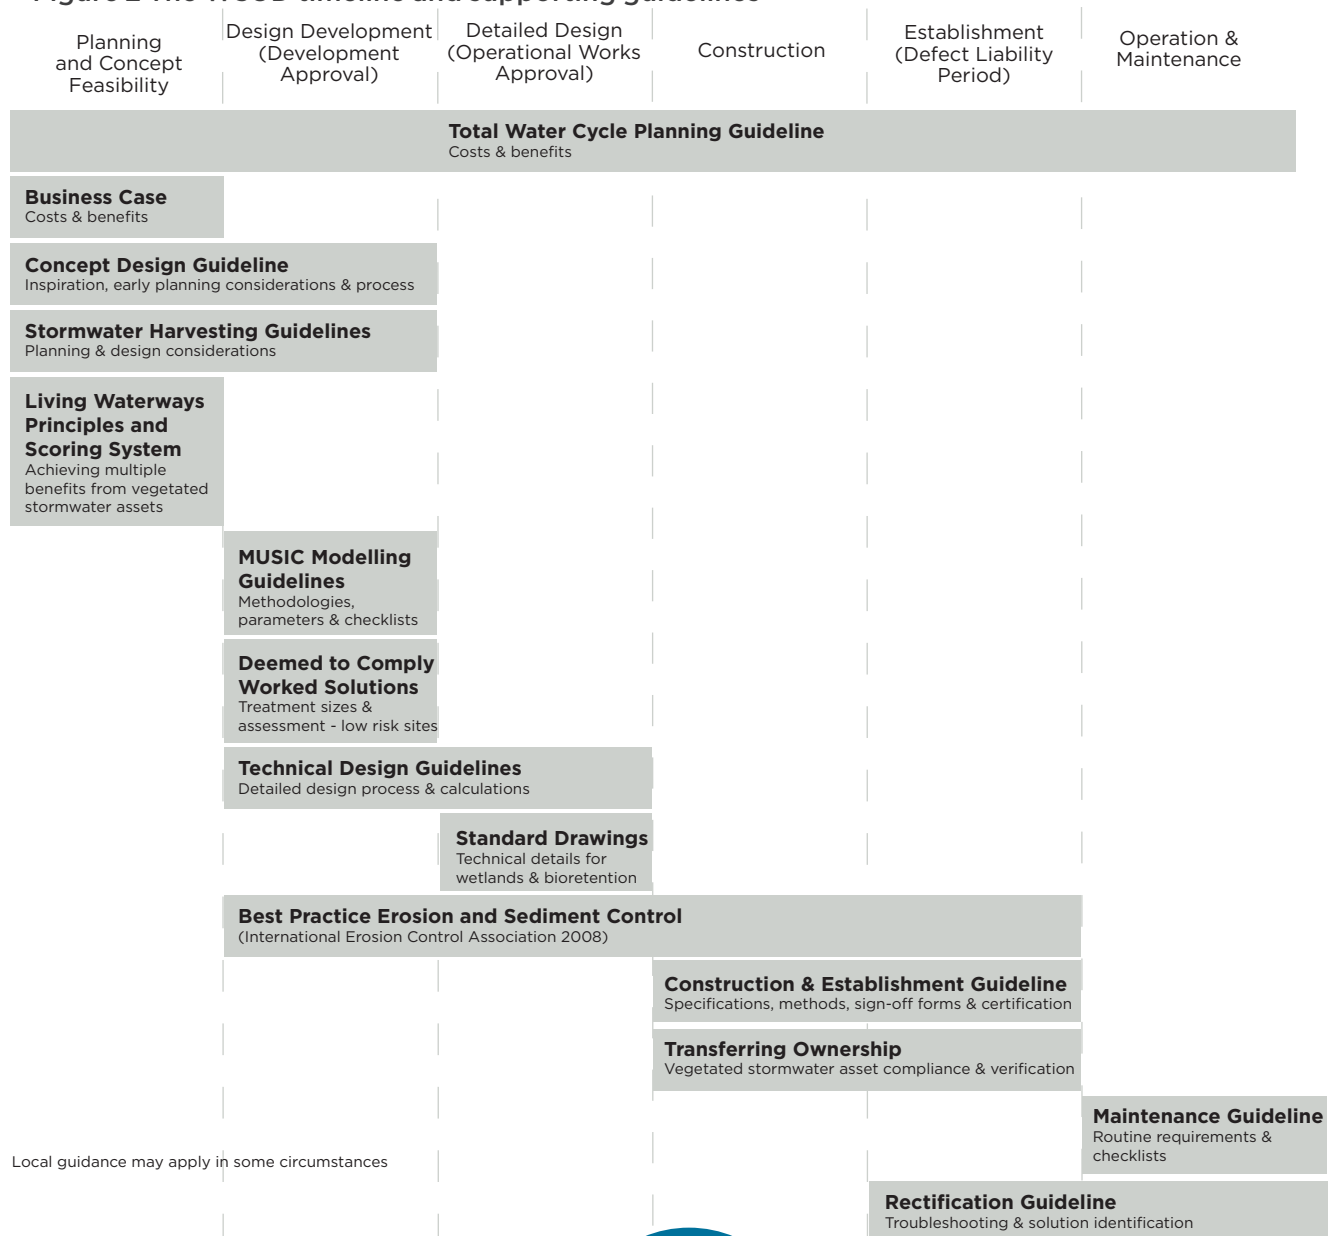 Planning
and Concept
Feasibility
Design Development
(Development
Approval)
Detailed Design
(Operational Works
Approval)
Construction
Establishment
(Defect Liability
Period)
Operation &
Maintenance
Total Water Cycle Planning Guideline
Costs & benefits
Business Case
Costs & benefits
Concept Design Guideline
Inspiration, early planning considerations & process
Stormwater Harvesting Guidelines
Planning & design considerations
Living Waterways
Principles and
Scoring System
Achieving multiple
benefits from vegetated
stormwater assets
MUSIC Modelling
Guidelines
Methodologies,
parameters & checklists
Deemed to Comply
Worked Solutions
Treatment sizes &
assessment - low risk sites
Technical Design Guidelines
Detailed design process & calculations
Standard Drawings
Technical details for
wetlands & bioretention
Best Practice Erosion and Sediment Control
(International Erosion Control Association 2008)
Construction & Establishment Guideline
Specifications, methods, sign-off forms & certification
Transferring Ownership
Vegetated stormwater asset compliance & verification
Maintenance Guideline
Routine requirements &
checklists
Local guidance may apply in some circumstances
Rectification Guideline
Troubleshooting & solution identification